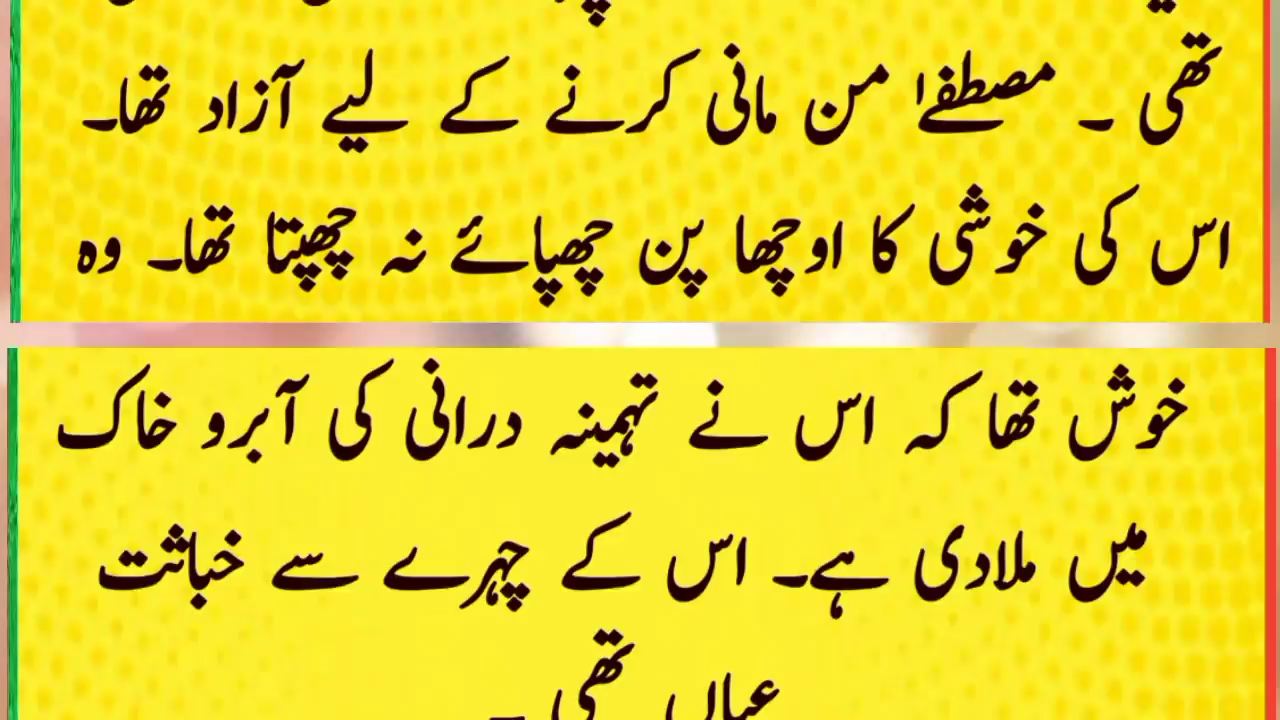 تھی ۔ مصطفےٰ من مانی کرنے کے لیے آزاد تھا۔
اس کی خوشی کا اوچھا پن چھپائے نہ چھپتا تھا۔ وہ
خوش تھا کہ اس نے تہمینہ درانی کی آبرو خاک
میں ملادی ہے۔ اس کے چہرے سے خباثت
عیاں تھی ۔